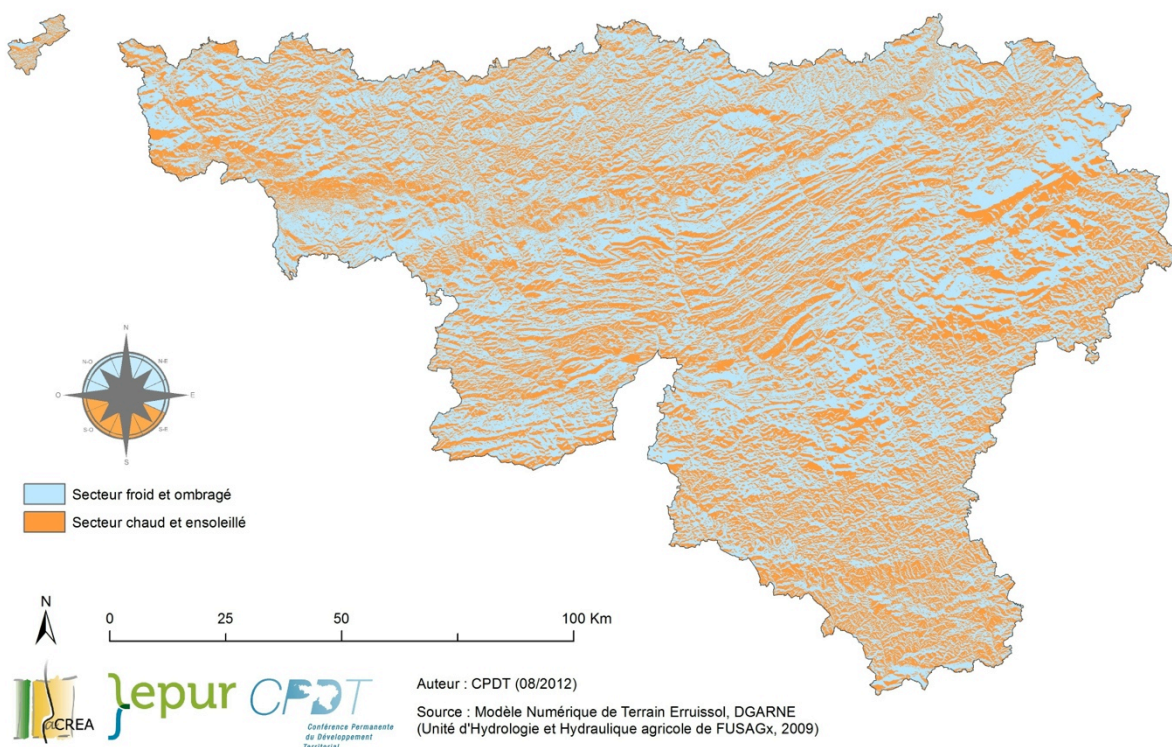 N
N-O
N-E
O
E
S-O
S-E
S
Secteur froid et ombragé
Secteur chaud et ensoleillé
N
0 25 50 100 Km
aCREA
lepur
CPDT
Conférence Permanente
du Développement
Territorial
Auteur : CPDT (08/2012)
Source : Modèle Numérique de Terrain Erruissol, DGARNE
(Unité d'Hydrologie et Hydraulique agricole de FUSAGx, 2009)